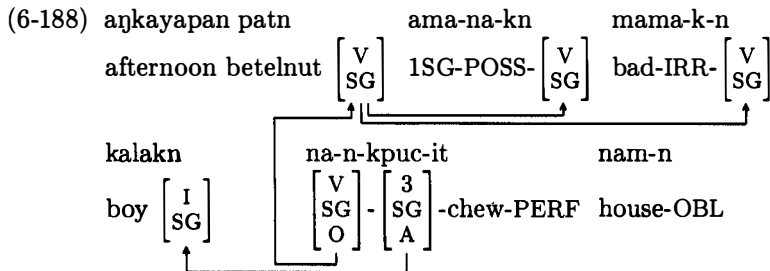 (6-188) aŋkayapan patn ama-na-kn mama-k-n
afternoon betelnut [V SG] 1SG-POSS-[V SG] bad-IRR-[V SG]
kalakn na-n-kpuc-it nam-n
boy [I SG] [V SG O]-[3 SG A]-chew-PERF house-OBL